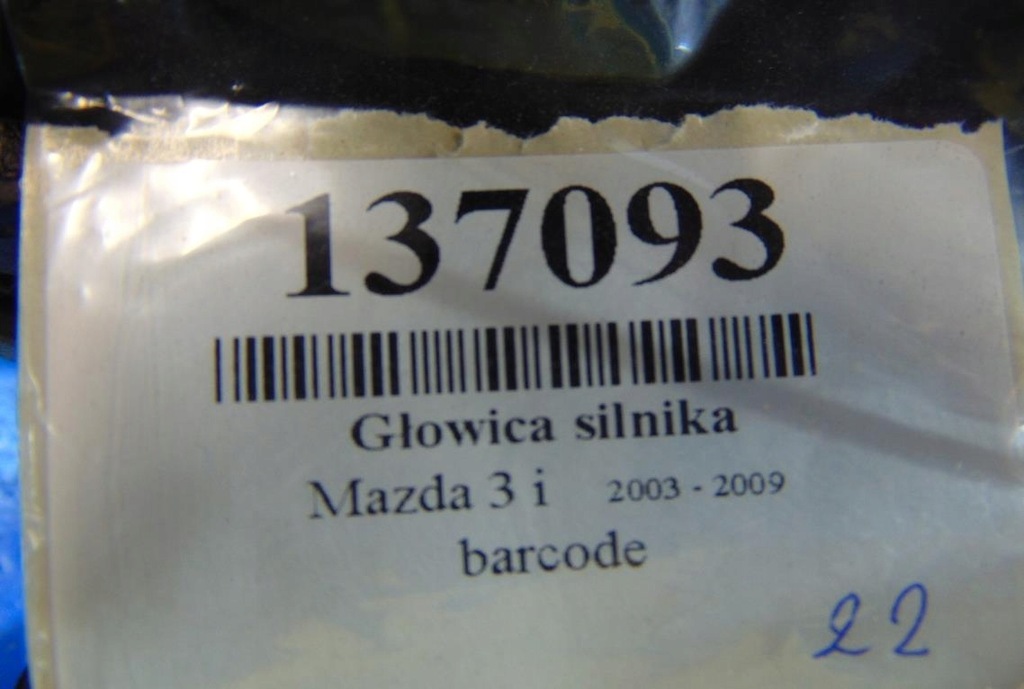 137093
Głowica silnika
Mazda 3 i 2003 - 2009
barcode
22